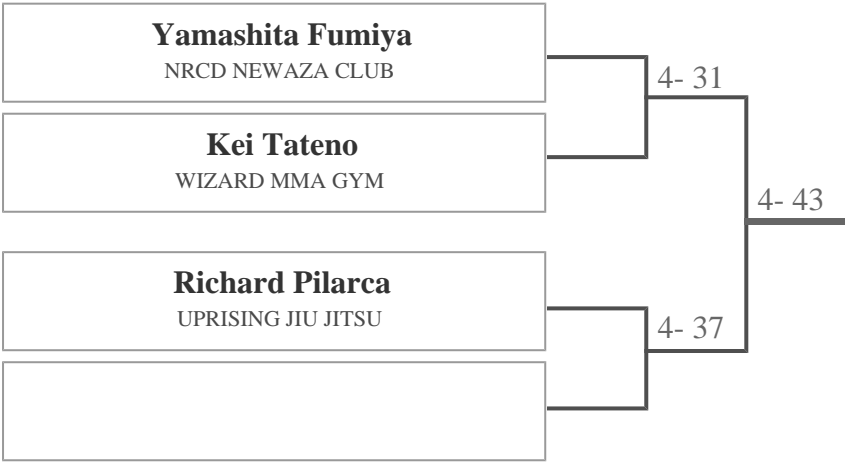 Yamashita Fumiya
NRCD NEWAZA CLUB
4- 31
Kei Tateno
WIZARD MMA GYM
4- 43
Richard Pilarca
UPRISING JIU JITSU
4- 37